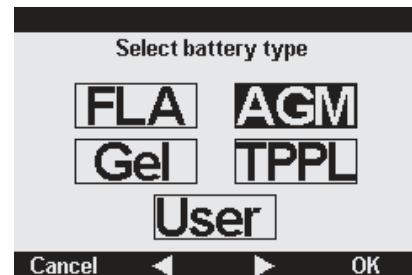 Select battery type
FLA AGM
Gel TPPL
User
Cancel ◀ ▶ OK